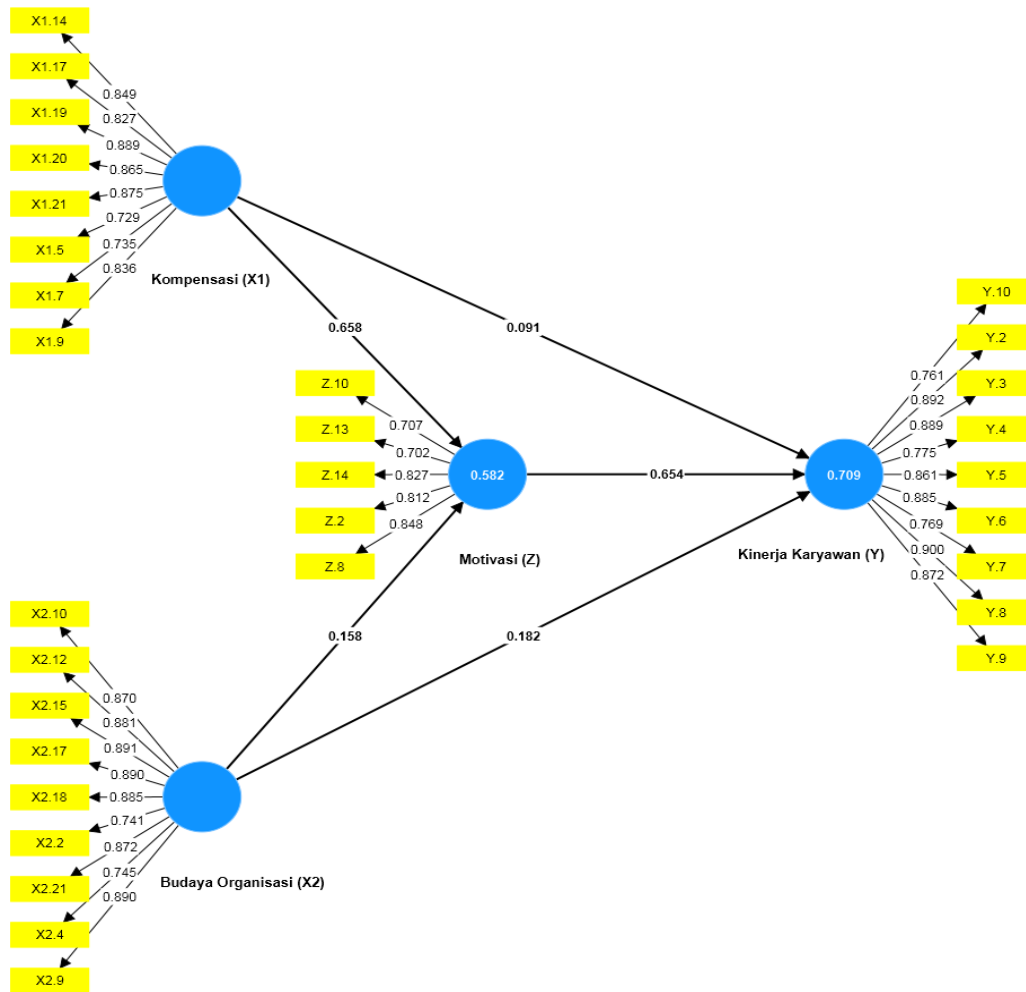 X1.14
X1.17
X1.19
X1.20
X1.21
X1.5
X1.7
X1.9
0.849
0.827
0.889
0.865
0.875
0.729
0.735
0.836
Kompensasi (X1)
0.658
0.091
Z.10
Z.13
Z.14
Z.2
Z.8
0.707
0.702
0.827
0.812
0.848
0.582
Motivasi (Z)
0.654
0.709
Kinerja Karyawan (Y)
0.761
0.892
0.889
0.775
0.861
0.885
0.769
0.900
0.872
Y.10
Y.2
Y.3
Y.4
Y.5
Y.6
Y.7
Y.8
Y.9
0.158
0.182
X2.10
X2.12
X2.15
X2.17
X2.18
X2.2
X2.21
X2.4
X2.9
0.870
0.881
0.891
0.890
0.885
0.741
0.872
0.745
0.890
Budaya Organisasi (X2)